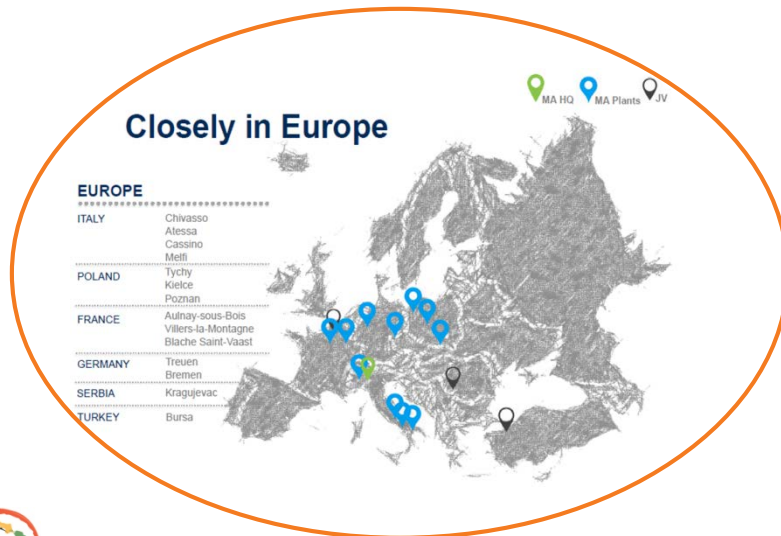 MA HQ MA Plants JV
Closely in Europe
EUROPE
ITALY Chivasso
Atessa
Cassino
Melfi
POLAND Tychy
Kielce
Poznan
FRANCE Aulnay-sous-Bois
Villers-la-Montagne
Blache Saint-Vaast
GERMANY Treuen
Bremen
SERBIA Kragujevac
TURKEY Bursa